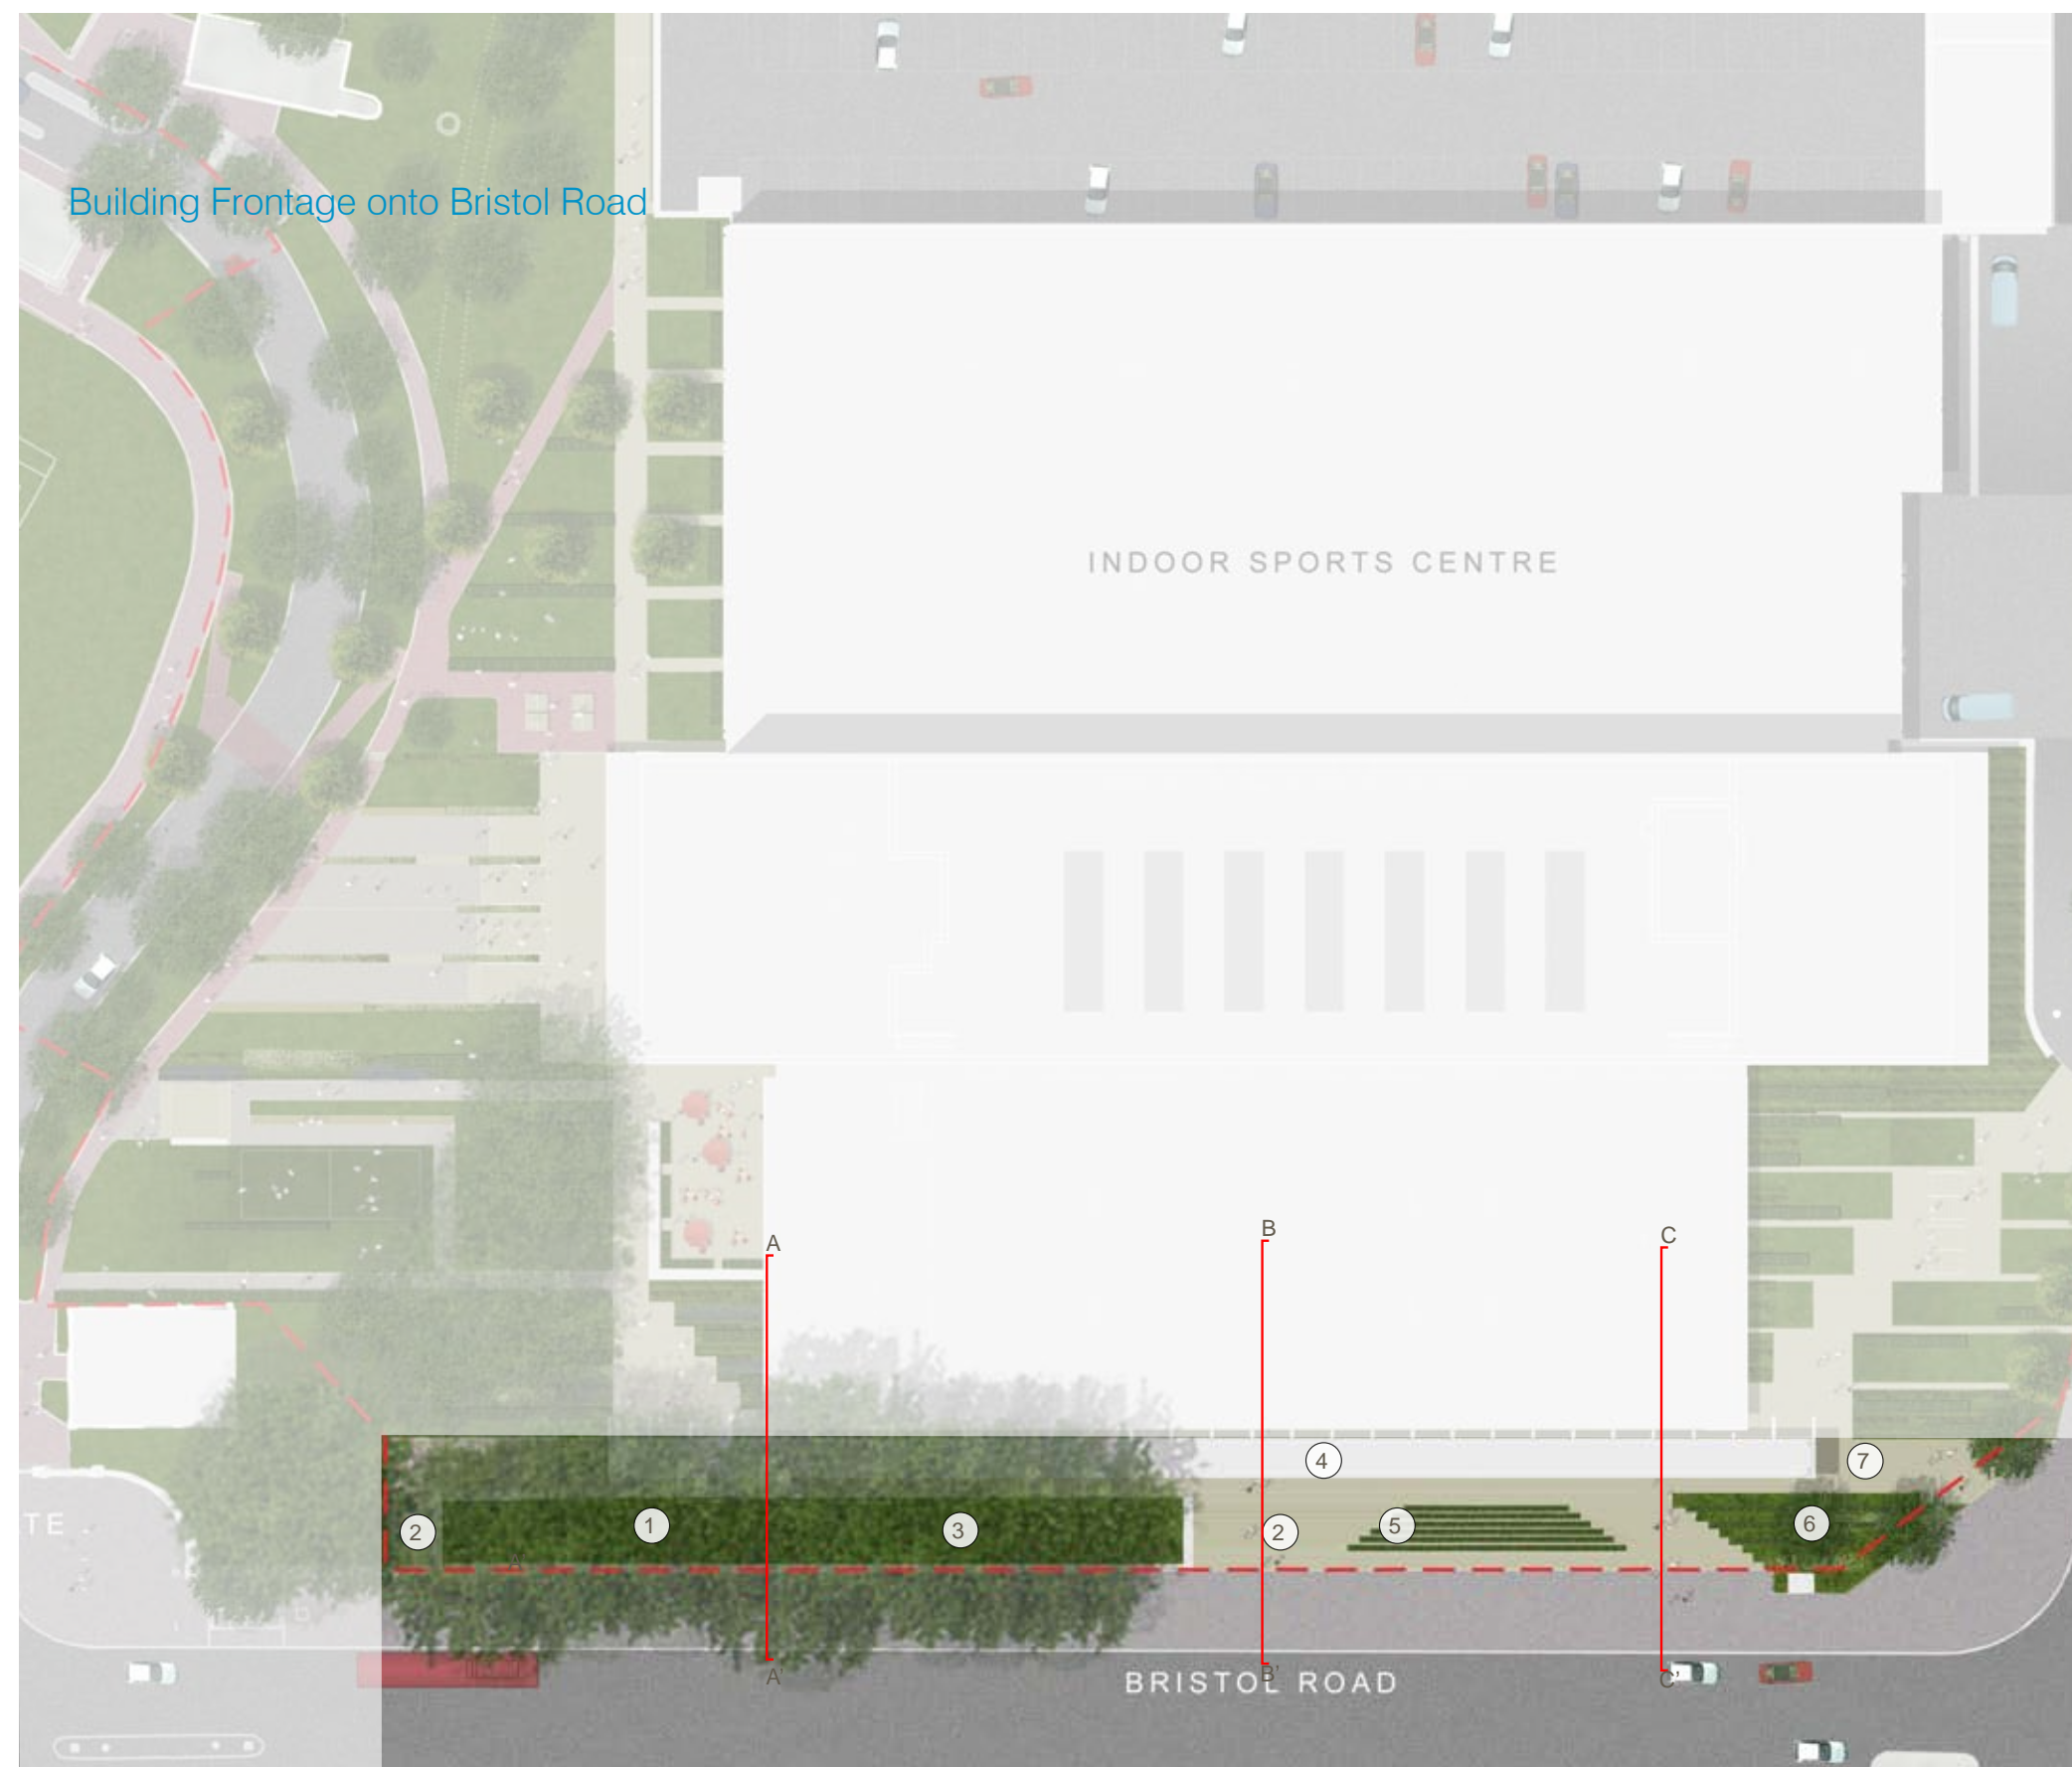 Building Frontage onto Bristol Road
INDOOR SPORTS CENTRE
A
B
C
4
7
TE
2
1
3
2
5
6
A
A'
B'
C'
BRISTOL ROAD